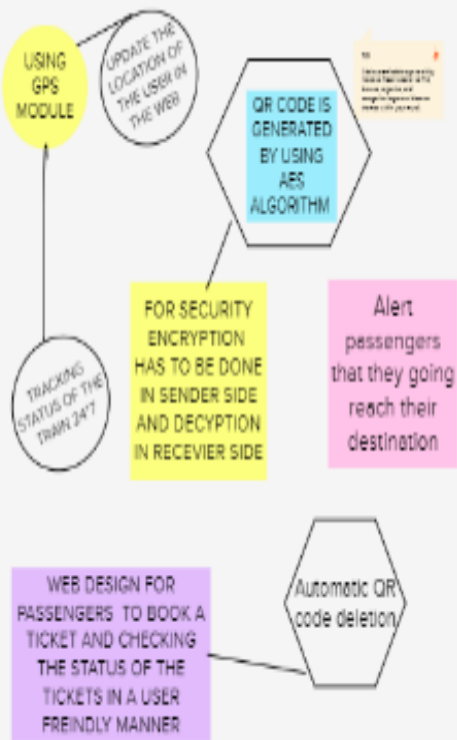 USING
GPS
MODULE
UPDATE THE
LOCATION OF
THE USER IN
THE WEB
QR CODE IS
GENERATED
BY USING
AES
ALGORITHM
FOR SECURITY
ENCRYPTION
HAS TO BE DONE
IN SENDER SIDE
AND DECYPTION
IN RECEVIER SIDE
Alert
passengers
that they going
reach their
destination
TRACKING
STATUS OF THE
TRAIN 24*7
WEB DESIGN FOR
PASSENGERS TO BOOK A
TICKET AND CHECKING
THE STATUS OF THE
TICKETS IN A USER
FREINDLY MANNER
Automatic QR
code deletion